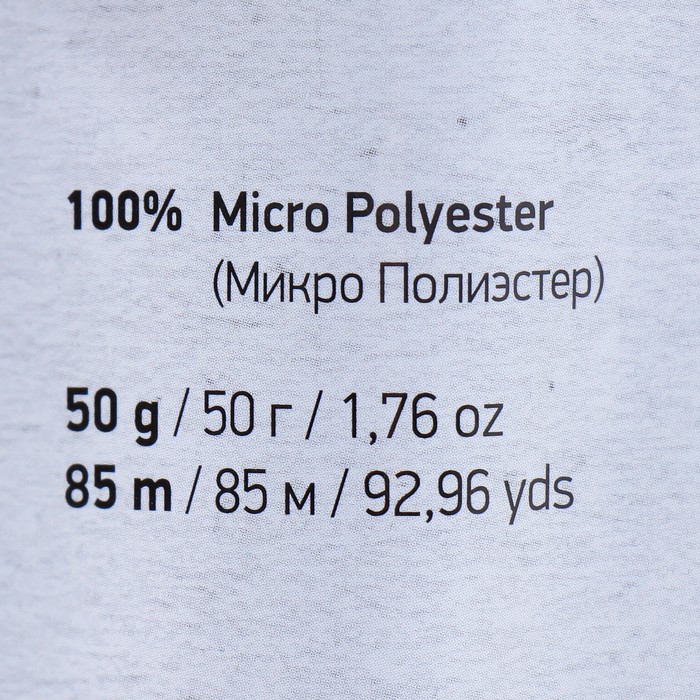 100% Micro Polyester
(Микро Полиэстер)
50 g / 50 г / 1,76 oz
85 m / 85 м / 92,96 yds